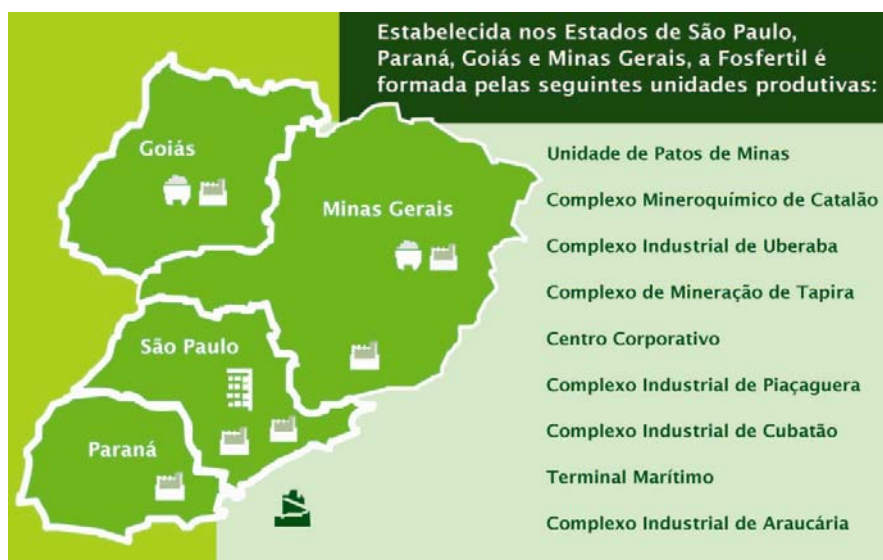 Estabelecida nos Estados de São Paulo,
Paraná, Goiás e Minas Gerais, a Fosfertil é
formada pelas seguintes unidades produtivas:
Goiás
Minas Gerais
São Paulo
Paraná
Unidade de Patos de Minas
Complexo Mineroquímico de Catalão
Complexo Industrial de Uberaba
Complexo de Mineração de Tapira
Centro Corporativo
Complexo Industrial de Piaçaguera
Complexo Industrial de Cubatão
Terminal Marítimo
Complexo Industrial de Araucária